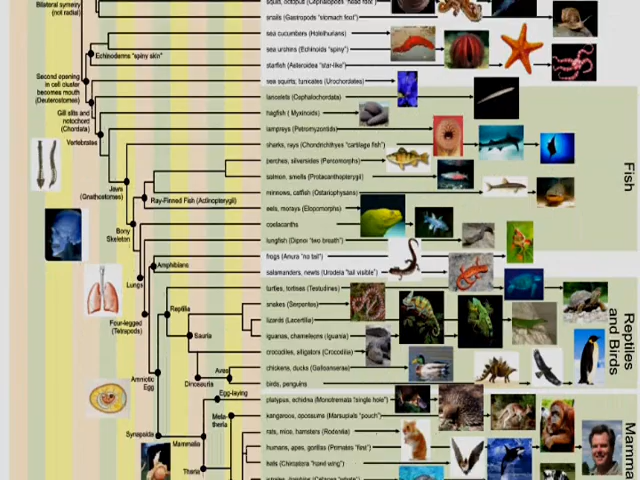 Bilateral symetry
(not radial)
squid, octopus (Cephalopods "head foot")
snails (Gastropods "stomach foot")
sea cucumbers (Holothurians)
Echinoderms "spiny skin"
sea urchins (Echinoids "spiny")
starfish (Asteroidea "star-like")
Second opening
in cell cluster
becomes mouth
(Deuterostomes)
sea squirts, tunicates (Urochordates)
lancelets (Cephalochordata)
Gill slits and
notochord
(Chordata)
hagfish (Myxinoids)
lampreys (Petromyzontids)
Vertebrates
sharks, rays (Chondrichthyes "cartilage fish")
perches, silversides (Percomorphs)
Jaws
(Gnathostomes)
salmon, smelts (Protacanthopterygii)
minnows, catfish (Ostariophysans)
Ray-Finned Fish (Actinopterygii)
eels, morays (Elopomorphs)
Fish
Bony
Skeleton
coelacanths
lungfish (Dipnoi "two breath")
frogs (Anura "no tail")
Amphibians
salamanders, newts (Urodela "tail visible")
Lungs
turtles, tortises (Testudines)
Reptilia
snakes (Serpentes)
Four-legged
(Tetrapods)
lizards (Lacertilia)
Sauria
iguanas, chameleons (Iguania)
crocodiles, alligators (Crocodilia)
Reptiles
and Birds
Aves
chickens, ducks (Galloanserae)
Dinosauria
birds, penguins
Amniotic
Egg
Egg-laying
platypus, echidna (Monotremata "single hole")
Meta-
theria
kangaroos, opossums (Marsupials "pouch")
rats, mice, hamsters (Rodentia)
Synapsida
Mammalia
humans, apes, gorillas (Primates "first")
bats (Chiroptera "hand wing")
Theria
Mamma